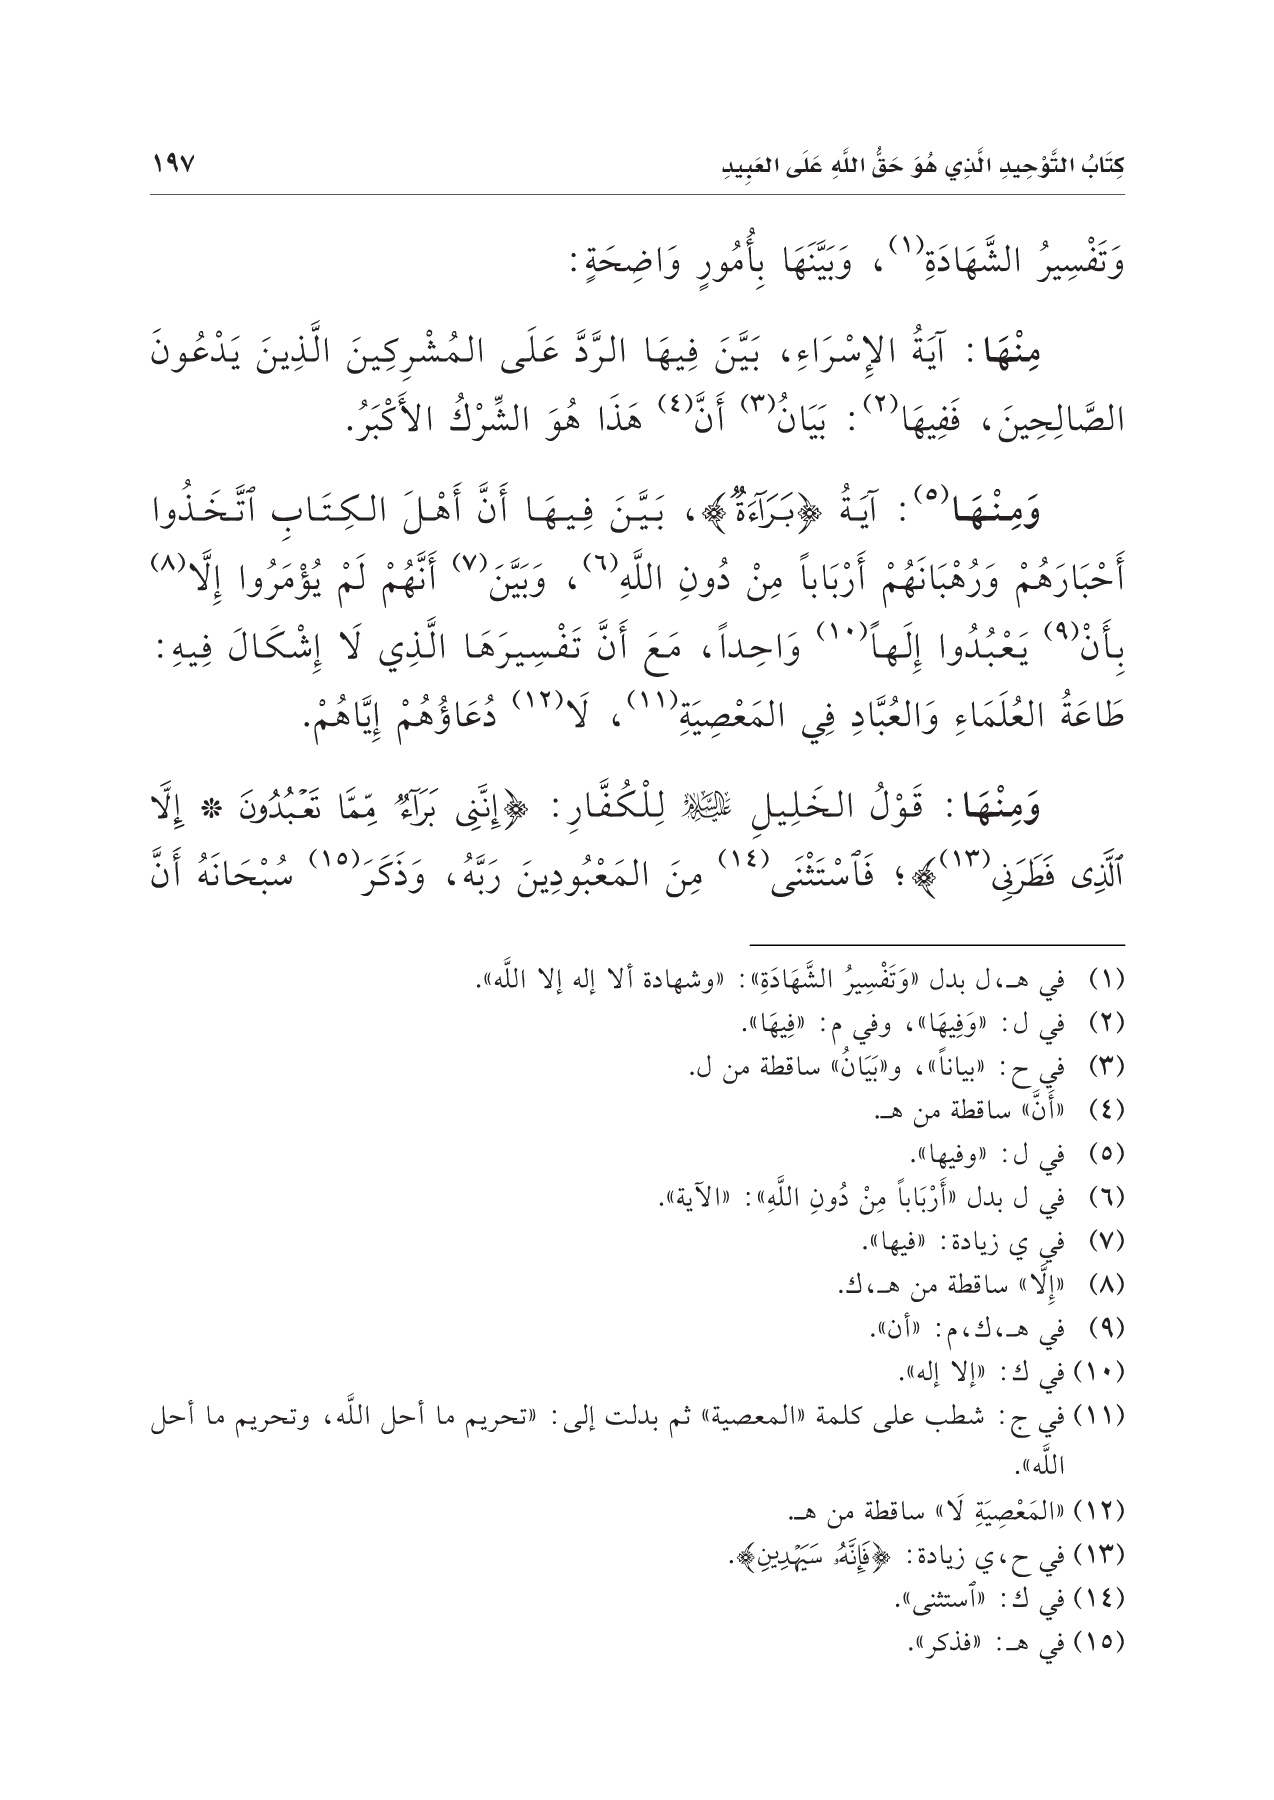 كِتَابُ التَّوْحِيدِ الَّذِي هُوَ حَقُّ اللَّهِ عَلَى العَبِيدِ ١٩٧
وَتَفْسِيرُ الشَّهَادَةِ(١)، وَبَيَّنَهَا بِأُمُورٍ وَاضِحَةٍ:
مِنْهَا: آيَةُ الإِسْرَاءِ، بَيَّنَ فِيهَا الرَّدَّ عَلَى المُشْرِكِينَ الَّذِينَ يَدْعُونَ
الصَّالِحِينَ، فَفِيهَا(٢): بَيَانُ(٣) أَنَّ(٤) هَذَا هُوَ الشِّرْكُ الأَكْبَرُ.
وَمِنْهَا(٥): آيَةُ ﴿بَرَآءَةٌ﴾، بَيَّنَ فِيهَا أَنَّ أَهْلَ الكِتَابِ ٱتَّخَذُوا
أَحْبَارَهُمْ وَرُهْبَانَهُمْ أَرْبَاباً مِنْ دُونِ اللَّهِ(٦)، وَبَيَّنَ(٧) أَنَّهُمْ لَمْ يُؤْمَرُوا إِلَّا(٨)
بِأَنْ(٩) يَعْبُدُوا إِلَهاً(١٠) وَاحِداً، مَعَ أَنَّ تَفْسِيرَهَا الَّذِي لَا إِشْكَالَ فِيهِ:
طَاعَةُ العُلَمَاءِ وَالعُبَّادِ فِي المَعْصِيَةِ(١١)، لَا(١٢) دُعَاؤُهُمْ إِيَّاهُمْ.
وَمِنْهَا: قَوْلُ الخَلِيلِ عَلَيْهِ السَّلَام لِلْكُفَّارِ: ﴿إِنَّنِى بَرَآءٌ مِّمَّا تَعْبُدُونَ * إِلَّا
ٱلَّذِى فَطَرَنِى(١٣)﴾؛ فَٱسْتَثْنَى(١٤) مِنَ المَعْبُودِينَ رَبَّهُ، وَذَكَرَ(١٥) سُبْحَانَهُ أَنَّ
(١) في هـ،ل بدل «وَتَفْسِيرُ الشَّهَادَةِ»: «وشهادة ألا إله إلا اللَّه».
(٢) في ل: «وَفِيهَا»، وفي م: «فِيهَا».
(٣) في ح: «بياناً»، و«بَيَانُ» ساقطة من ل.
(٤) «أَنَّ» ساقطة من هـ.
(٥) في ل: «وفيها».
(٦) في ل بدل «أَرْبَاباً مِنْ دُونِ اللَّهِ»: «الآية».
(٧) في ي زيادة: «فيها».
(٨) «إِلَّا» ساقطة من هـ،ك.
(٩) في هـ،ك،م: «أن».
(١٠) في ك: «إلا إله».
(١١) في ج: شطب على كلمة «المعصية» ثم بدلت إلى: «تحريم ما أحل اللَّه، وتحريم ما أحل
اللَّه».
(١٢) «المَعْصِيَةِ لَا» ساقطة من هـ.
(١٣) في ح،ي زيادة: ﴿فَإِنَّهُۥ سَيَهْدِينِ﴾.
(١٤) في ك: «ٱستثنى».
(١٥) في هـ: «فذكر».